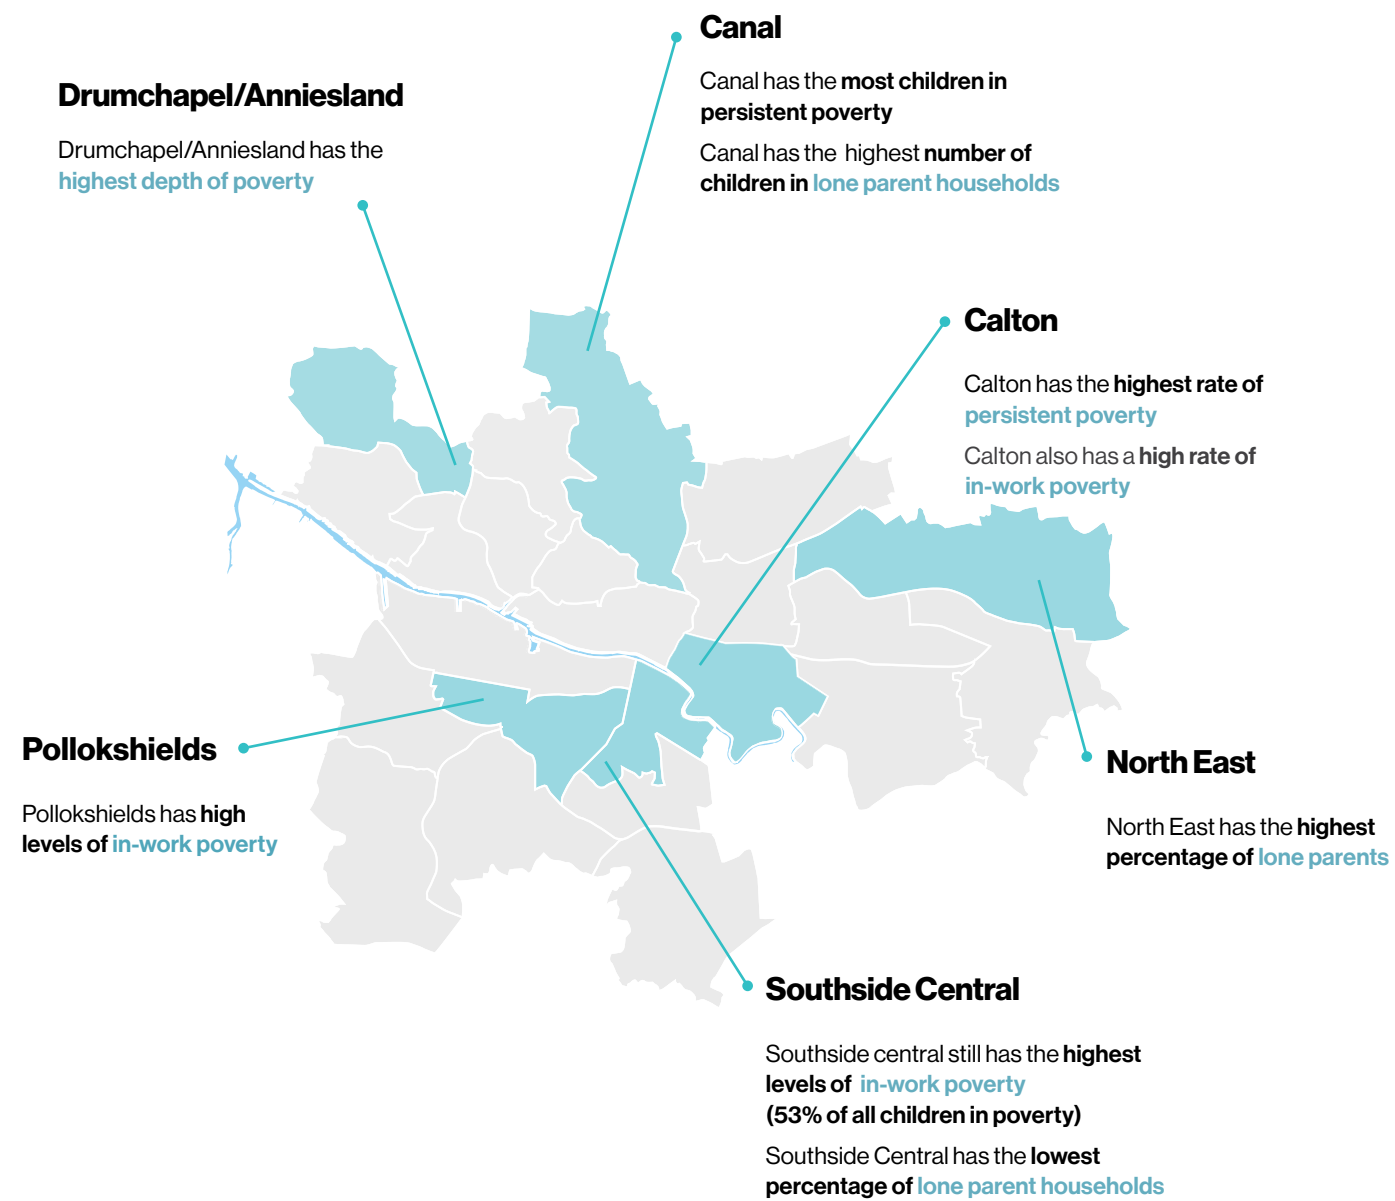 Canal
Canal has the most children in
persistent poverty
Canal has the highest number of
children in lone parent households
Drumchapel/Anniesland
Drumchapel/Anniesland has the
highest depth of poverty
Calton
Calton has the highest rate of
persistent poverty
Calton also has a high rate of
in-work poverty
Pollokshields
Pollokshields has high
levels of in-work poverty
North East
North East has the highest
percentage of lone parents
Southside Central
Southside central still has the highest
levels of in-work poverty
(53% of all children in poverty)
Southside Central has the lowest
percentage of lone parent households